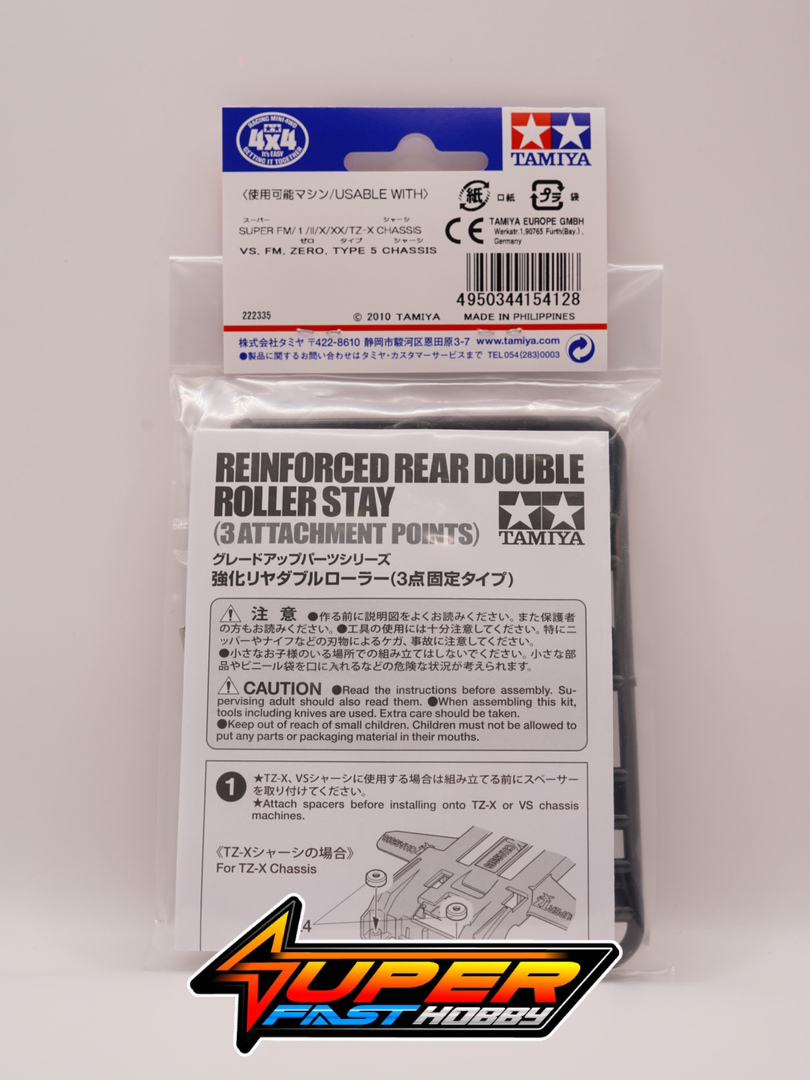 RACING MINI 4WD
4x4
It's EASY
GETTING IT TOGETHER
TAMIYA
〈使用可能マシン/USABLE WITH〉
スーパー シャーシ
SUPER FM/1/II/X/XX/TZ-X CHASSIS
ゼロ タイプ シャーシ
VS, FM, ZERO, TYPE 5 CHASSIS
紙 口紙
プラ 袋
CE TAMIYA EUROPE GMBH
Werkstr.1,90765 Furth(Bay.),
Germany
4950344154128
222335 © 2010 TAMIYA MADE IN PHILIPPINES
株式会社タミヤ 〒422-8610 静岡市駿河区恩田原3-7 www.tamiya.com
●製品に関するお問い合わせはタミヤ・カスタマーサービスまで TEL054(283)0003
REINFORCED REAR DOUBLE
ROLLER STAY
(3 ATTACHMENT POINTS)
TAMIYA
グレードアップパーツシリーズ
強化リヤダブルローラー(3点固定タイプ)
注 意 ●作る前に説明図をよくお読みください。また保護者
の方もお読みください。●工具の使用には十分注意してください。特にニ
ッパーやナイフなどの刃物によるケガ、事故に注意してください。
●小さなお子様のいる場所での組み立てはしないでください。小さな部
品やビニール袋を口に入れるなどの危険な状況が考えられます。
CAUTION ●Read the instructions before assembly. Su-
pervising adult should also read them. ●When assembling this kit,
tools including knives are used. Extra care should be taken.
●Keep out of reach of small children. Children must not be allowed to
put any parts or packaging material in their mouths.
1 ★TZ-X、VSシャーシに使用する場合は組み立てる前にスペーサー
を取り付けてください。
★Attach spacers before installing onto TZ-X or VS chassis
machines.
《TZ-Xシャーシの場合》
For TZ-X Chassis
SUPER
FAST HOBBY